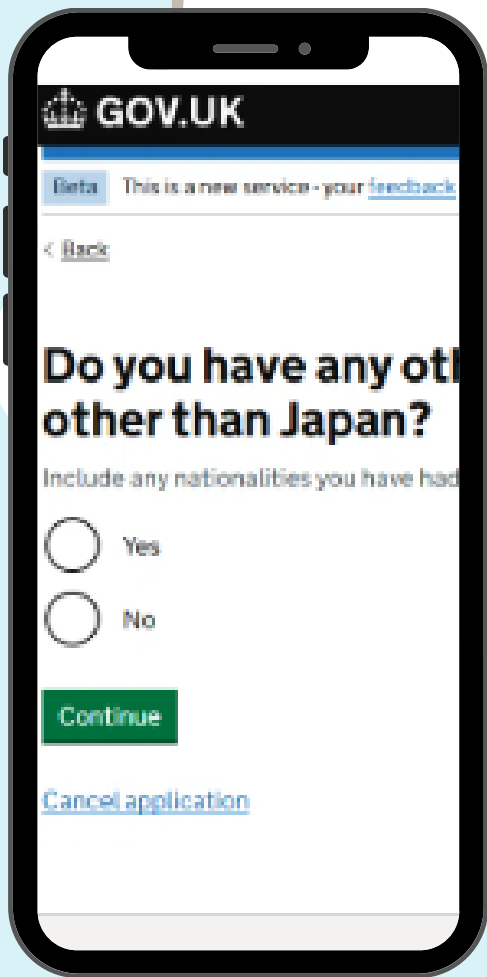 GOV.UK
Beta This is a new service - your feedback
< Back
Do you have any oth
other than Japan?
Include any nationalities you have had
Yes
No
Continue
Cancel application